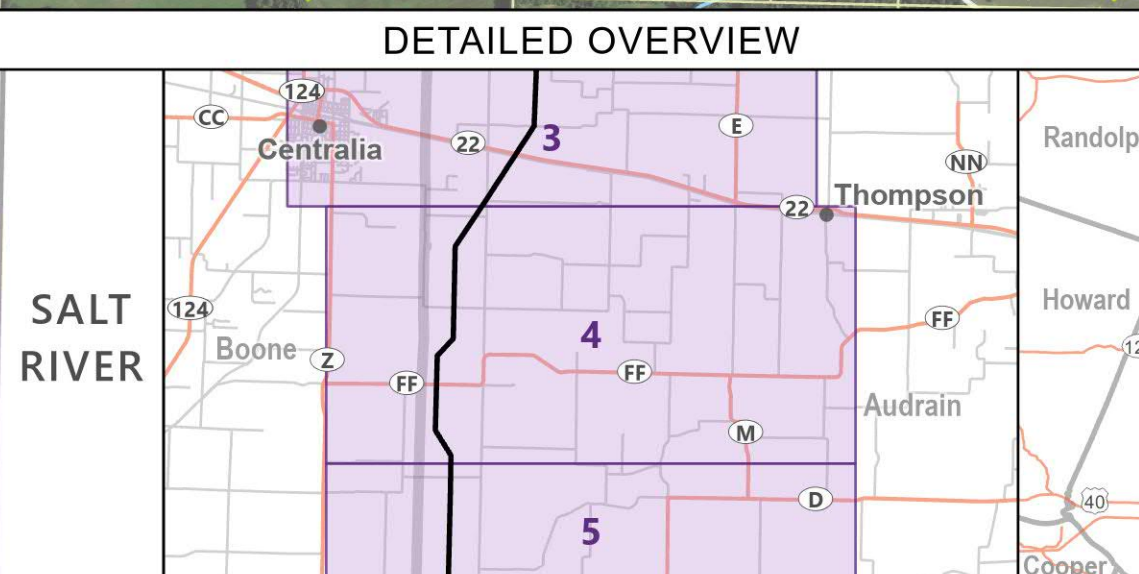 DETAILED OVERVIEW
SALT
RIVER
124
CC
Centralia
22
3
E
22
Thompson
NN
124
Boone
Z
FF
4
FF
FF
M
Audrain
D
5
Howard
40
Cooper